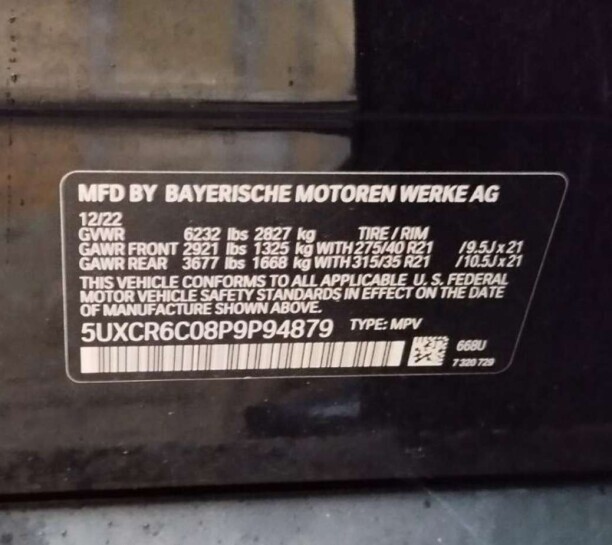 MFD BY BAYERISCHE MOTOREN WERKE AG
12/22
GVWR 6232 lbs 2827 kg TIRE / RIM
GAWR FRONT 2921 lbs 1325 kg WITH 275/40 R21 /9.5J x 21
GAWR REAR 3677 lbs 1668 kg WITH 315/35 R21 /10.5J x 21
THIS VEHICLE CONFORMS TO ALL APPLICABLE U.S. FEDERAL
MOTOR VEHICLE SAFETY STANDARDS IN EFFECT ON THE DATE
OF MANUFACTURE SHOWN ABOVE.
5UXCR6C08P9P94879 TYPE: MPV
668U
7 320 729